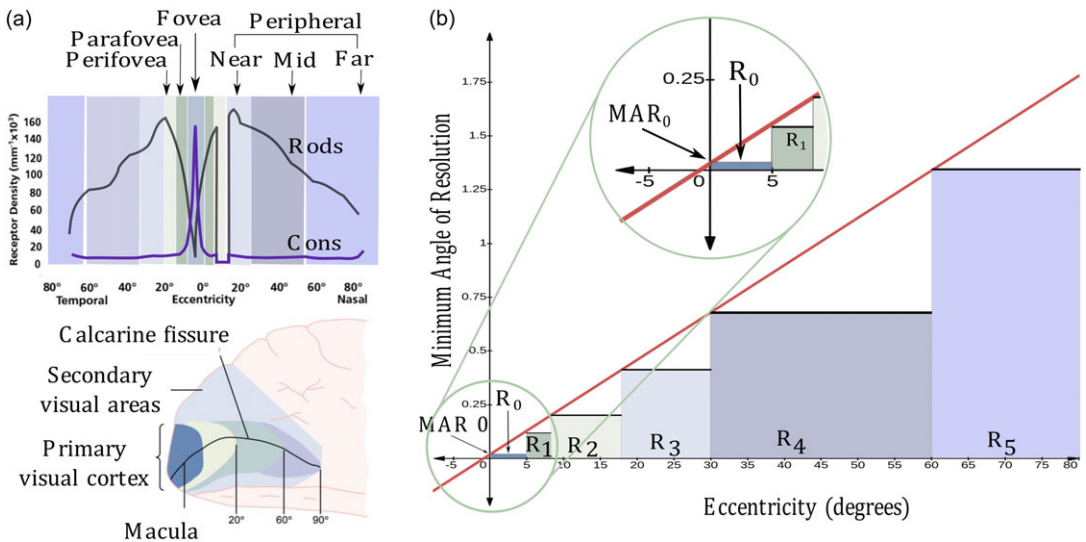 (a)
Fovea
Parafovea
Peripheral
Perifovea
Near
Mid
Far
Receptor Density (mm⁻¹x10³)
160
140
120
100
80
60
40
20
0
Rods
Cons
80° 60° 40° 20° 0° 20° 40° 60° 80°
Temporal Eccentricity Nasal
Calcarine fissure
Secondary
visual areas
Primary
visual cortex
Macula
20° 60° 90°
(b)
Minimum Angle of Resolution
1.75
1.5
1.25
1
0.75
0.5
0.25
0.25
R₀
MAR₀
R₁
-5 0 5
MAR 0
R₀
R1 R2 R3 R4 R5
-5 0 5 10 15 20 25 30 35 40 45 50 55 60 65 70 75 80
Eccentricity (degrees)